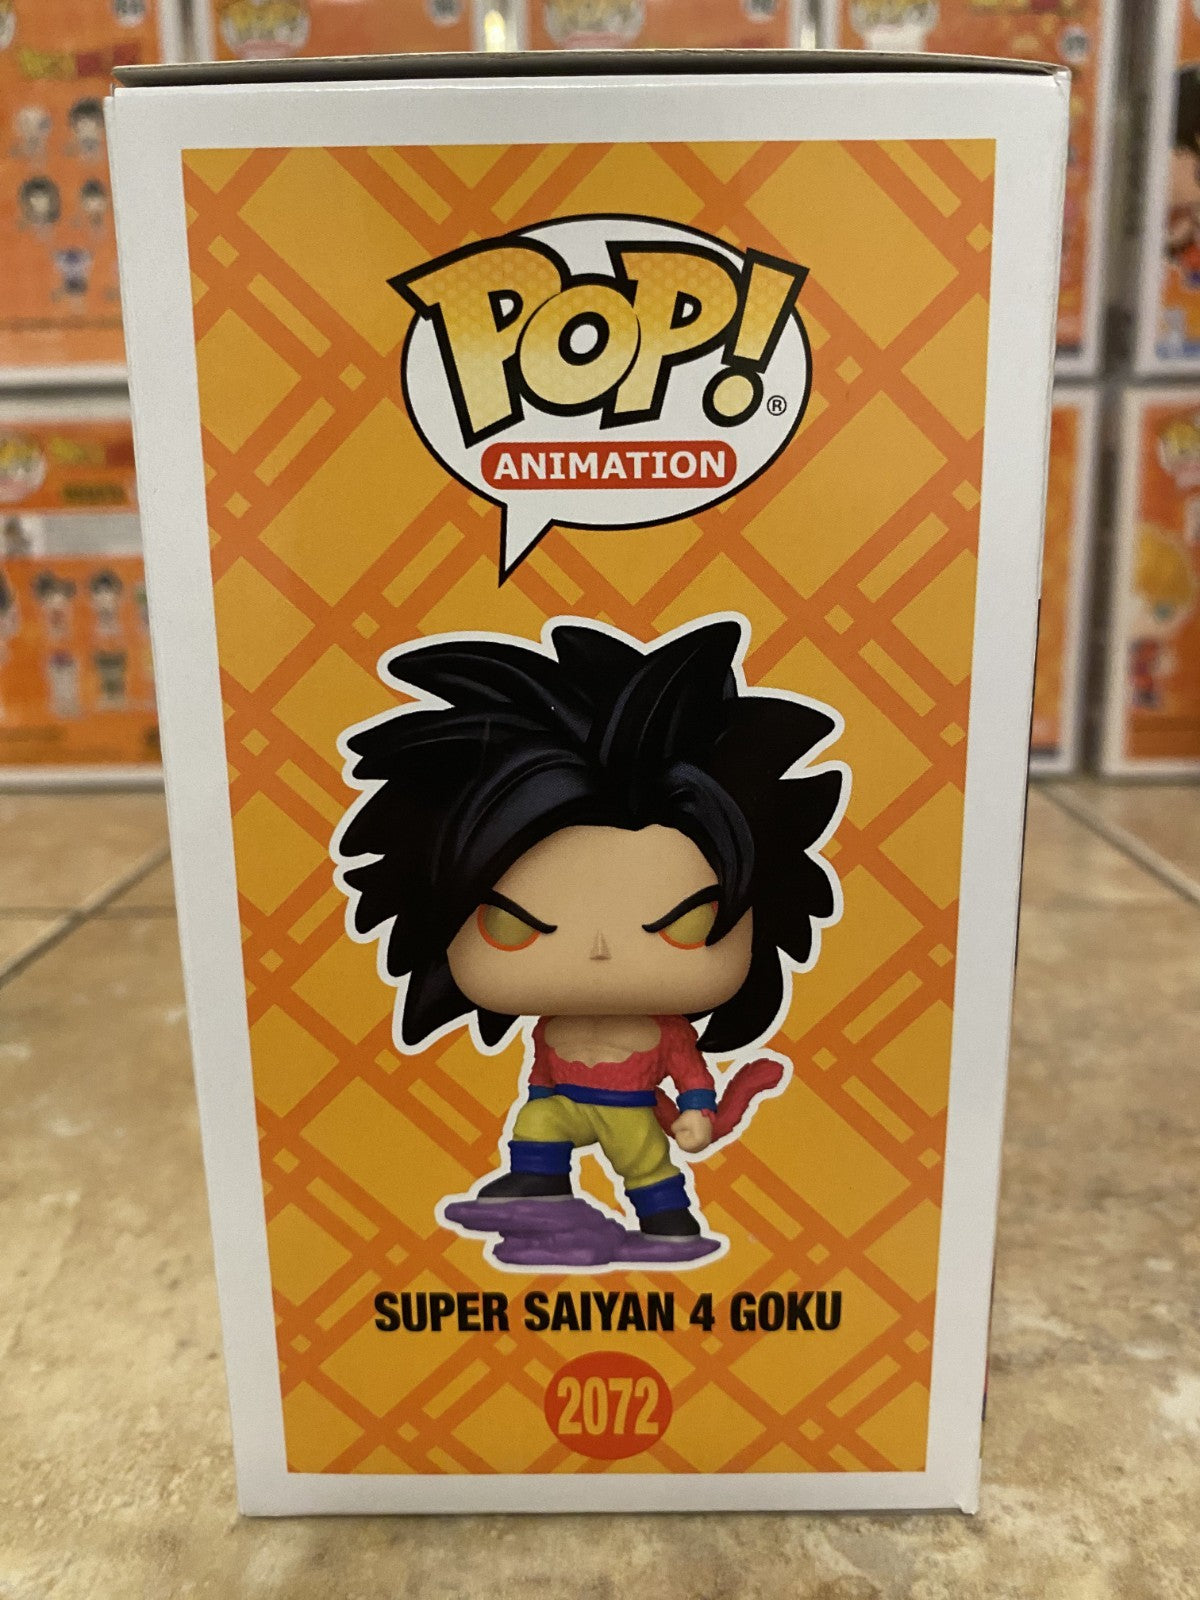 POP!®
ANIMATION
SUPER SAIYAN 4 GOKU
2072